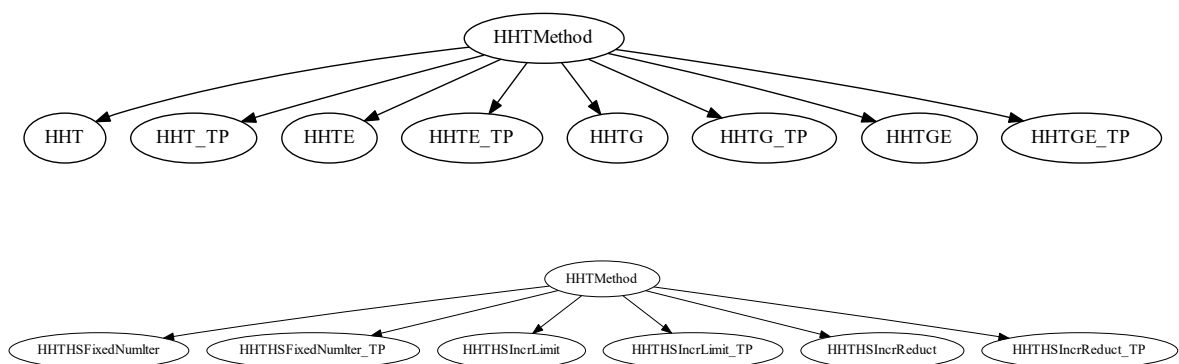 HHTMethod
HHT HHT_TP HHTE HHTE_TP HHTG HHTG_TP HHTGE HHTGE_TP
HHTMethod
HHTHSFixedNumIter HHTHSFixedNumIter_TP HHTHSIncrLimit HHTHSIncrLimit_TP HHTHSIncrReduct HHTHSIncrReduct_TP